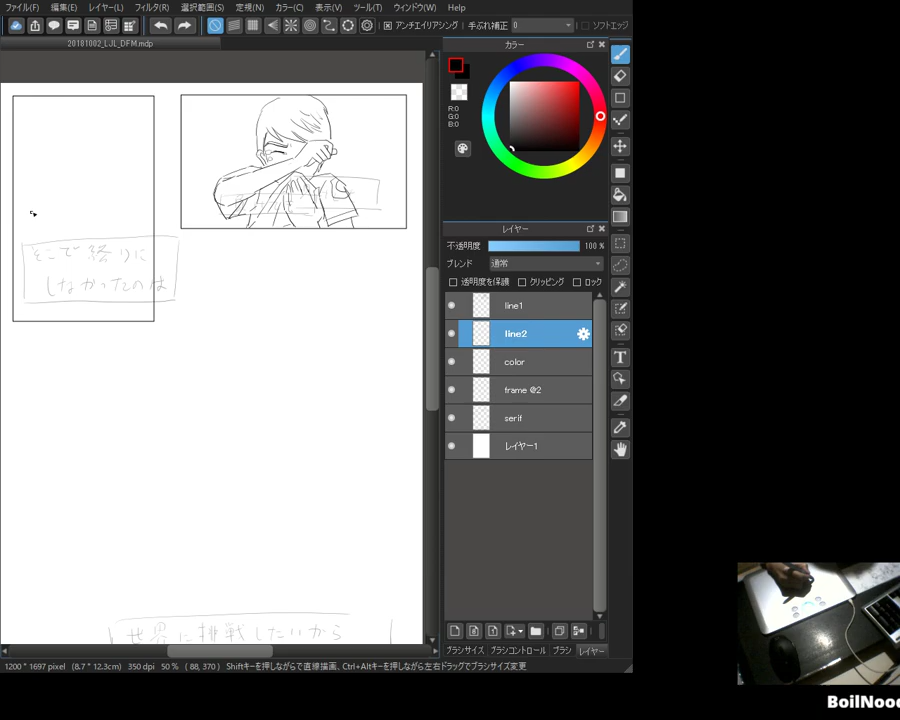 ファイル(F) 編集(E) レイヤー(L) フィルタ(R) 選択範囲(S) 定規(N) カラー(C) 表示(V) ツール(T) ウィンドウ(W) Help
アンチエイリアシング 手ぶれ補正 0 ソフトエッジ
20181002_LJL_DFM.mdp
カラー
R:0
G:0
B:0
レイヤー
不透明度 100 %
ブレンド 通常
透明度を保護 クリッピング ロック
line1
line2
color
frame @2
serif
レイヤー1
そこで終りに
しなかったのは
世界に挑戦したいから
ブラシサイズ ブラシコントロール ブラシ レイヤー
1200 * 1697 pixel (8.7 * 12.3cm) 350 dpi 50 % ( 88, 370 ) Shiftキーを押しながらで直線描画、Ctrl+Altキーを押しながら左右ドラッグでブラシサイズ変更
BoilNood